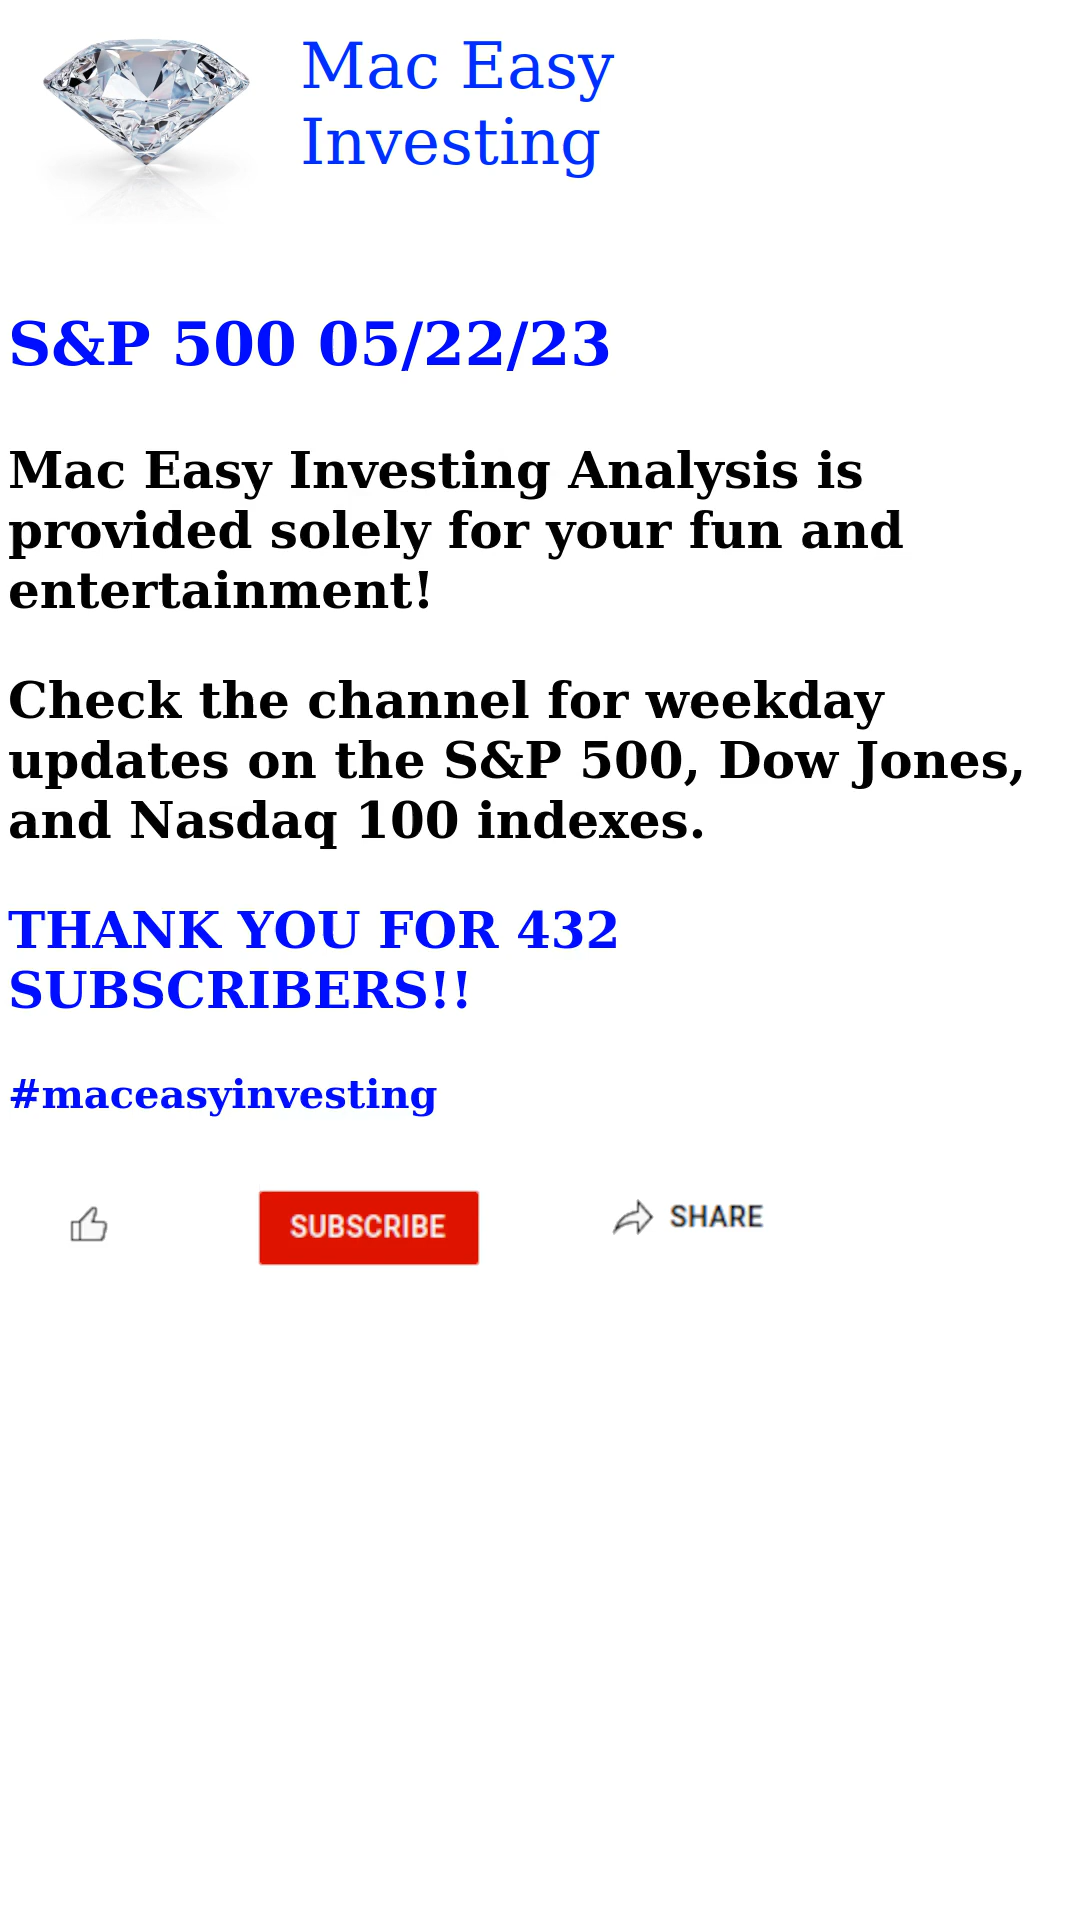 Mac Easy
Investing
S&P 500 05/22/23
Mac Easy Investing Analysis is
provided solely for your fun and
entertainment!
Check the channel for weekday
updates on the S&P 500, Dow Jones,
and Nasdaq 100 indexes.
THANK YOU FOR 432
SUBSCRIBERS!!
#maceasyinvesting
SUBSCRIBE
SHARE